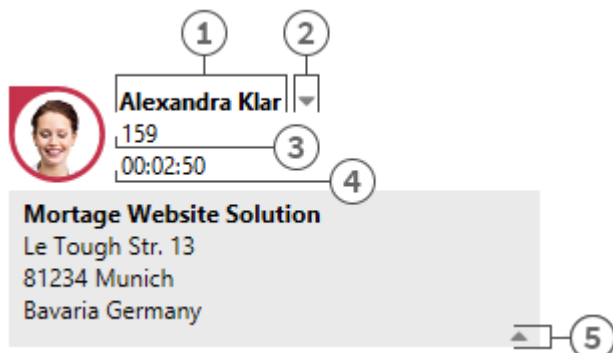 1 2
Alexandra Klar
159
3
00:02:50
4
Mortage Website Solution
Le Tough Str. 13
81234 Munich
Bavaria Germany
5